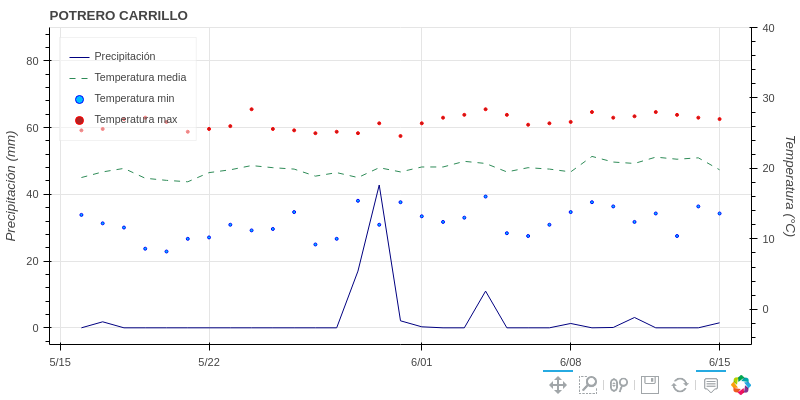 POTRERO CARRILLO
Precipitación
Temperatura media
Temperatura min
Temperatura max
Precipitación (mm)
80
60
40
20
0
Temperatura (°C)
40
30
20
10
0
5/15
5/22
6/01
6/08
6/15